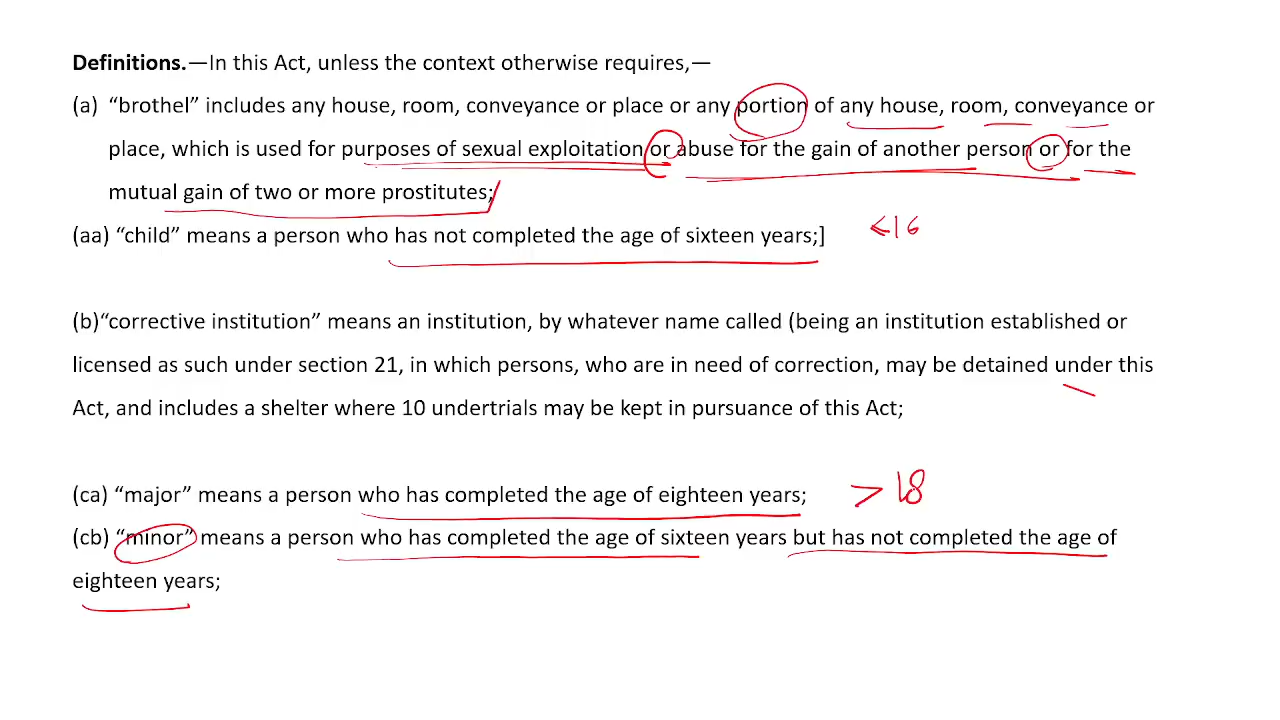 Definitions.—In this Act, unless the context otherwise requires,—
(a) “brothel” includes any house, room, conveyance or place or any portion of any house, room, conveyance or
place, which is used for purposes of sexual exploitation or abuse for the gain of another person or for the
mutual gain of two or more prostitutes;
(aa) “child” means a person who has not completed the age of sixteen years;] <16
(b)“corrective institution” means an institution, by whatever name called (being an institution established or
licensed as such under section 21, in which persons, who are in need of correction, may be detained under this
Act, and includes a shelter where 10 undertrials may be kept in pursuance of this Act;
(ca) “major” means a person who has completed the age of eighteen years; >18
(cb) “minor” means a person who has completed the age of sixteen years but has not completed the age of
eighteen years;